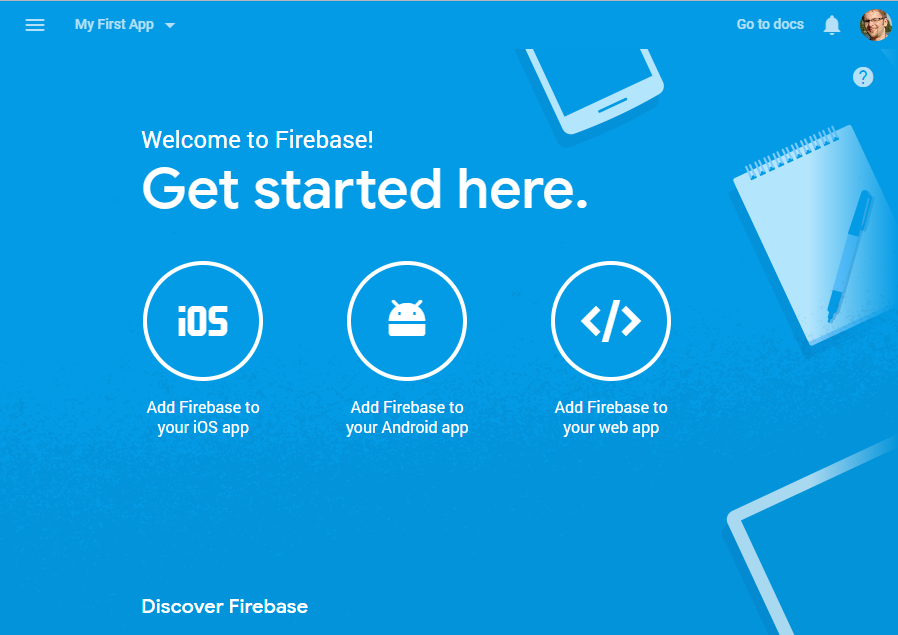 My First App
Go to docs
?
Welcome to Firebase!
Get started here.
iOS
</>
Add Firebase to
your iOS app
Add Firebase to
your Android app
Add Firebase to
your web app
Discover Firebase